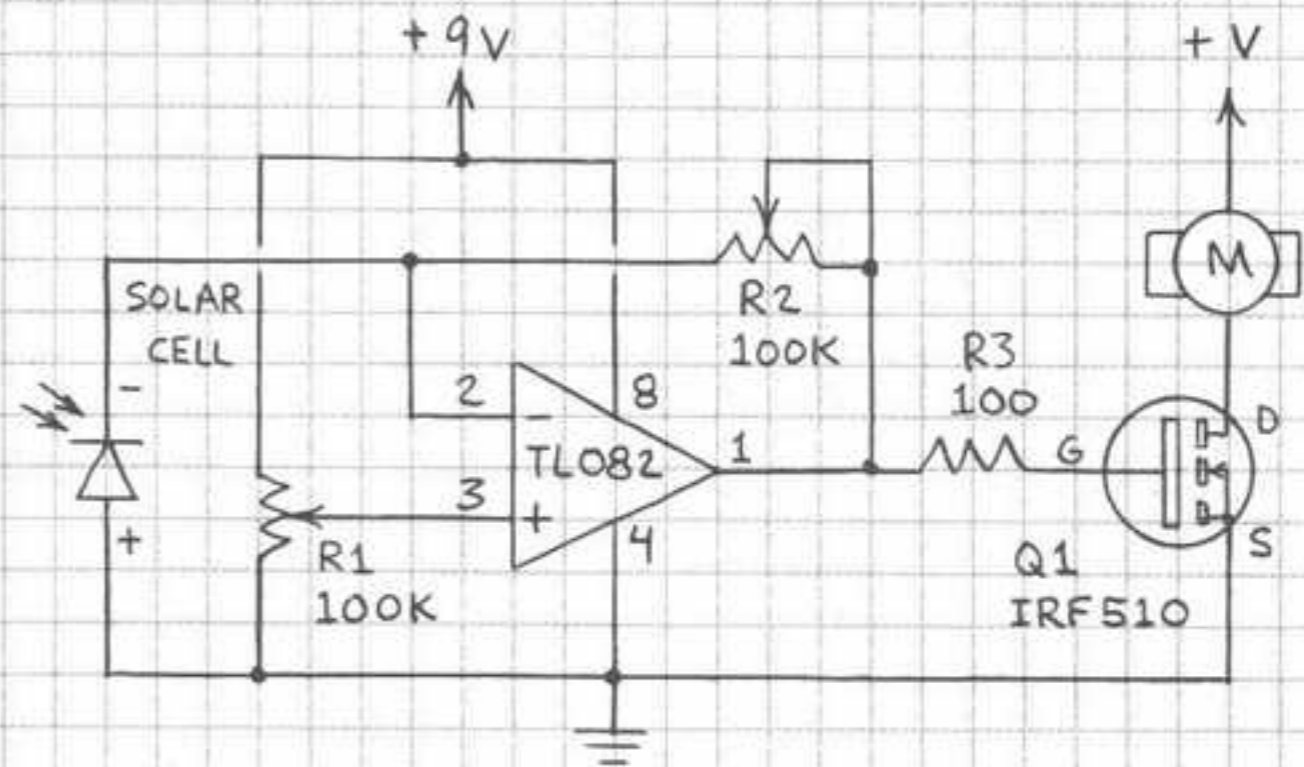 + 9V
+ V
SOLAR
CELL
-
+
R2
100K
M
R3
100
2
-
8
TL082
1
3
+
4
G
D
S
R1
100K
Q1
IRF510